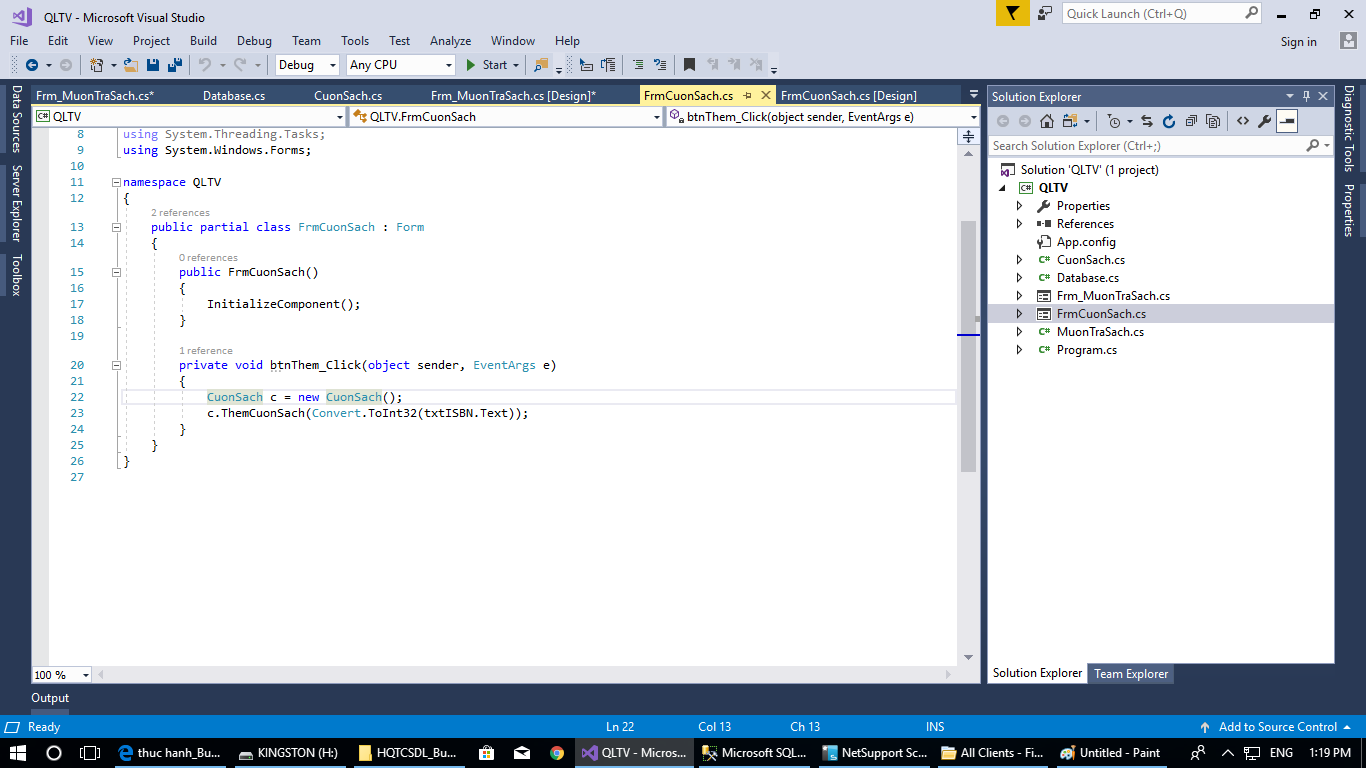 QLTV - Microsoft Visual Studio
Quick Launch (Ctrl+Q)
File Edit View Project Build Debug Team Tools Test Analyze Window Help
Sign in
Debug Any CPU Start
Data Sources
Server Explorer
Toolbox
Frm_MuonTraSach.cs* Database.cs CuonSach.cs Frm_MuonTraSach.cs [Design]* FrmCuonSach.cs FrmCuonSach.cs [Design]
C# QLTV QLTV.FrmCuonSach btnThem_Click(object sender, EventArgs e)
8 using System.Threading.Tasks;
9 using System.Windows.Forms;
10
11 namespace QLTV
12 {
2 references
13 public partial class FrmCuonSach : Form
14 {
0 references
15 public FrmCuonSach()
16 {
17 InitializeComponent();
18 }
19
1 reference
20 private void btnThem_Click(object sender, EventArgs e)
21 {
22 CuonSach c = new CuonSach();
23 c.ThemCuonSach(Convert.ToInt32(txtISBN.Text));
24 }
25 }
26 }
27
100 %
Solution Explorer
Search Solution Explorer (Ctrl+;)
Solution 'QLTV' (1 project)
C# QLTV
Properties
References
App.config
C# CuonSach.cs
C# Database.cs
Frm_MuonTraSach.cs
FrmCuonSach.cs
C# MuonTraSach.cs
C# Program.cs
Solution Explorer Team Explorer
Diagnostic Tools
Properties
Output
Ready Ln 22 Col 13 Ch 13 INS Add to Source Control
thuc hanh_Bu... KINGSTON (H:) HQTCSDL_Bu... QLTV - Micros... Microsoft SQL... NetSupport Sc... All Clients - Fi... Untitled - Paint ENG 1:19 PM